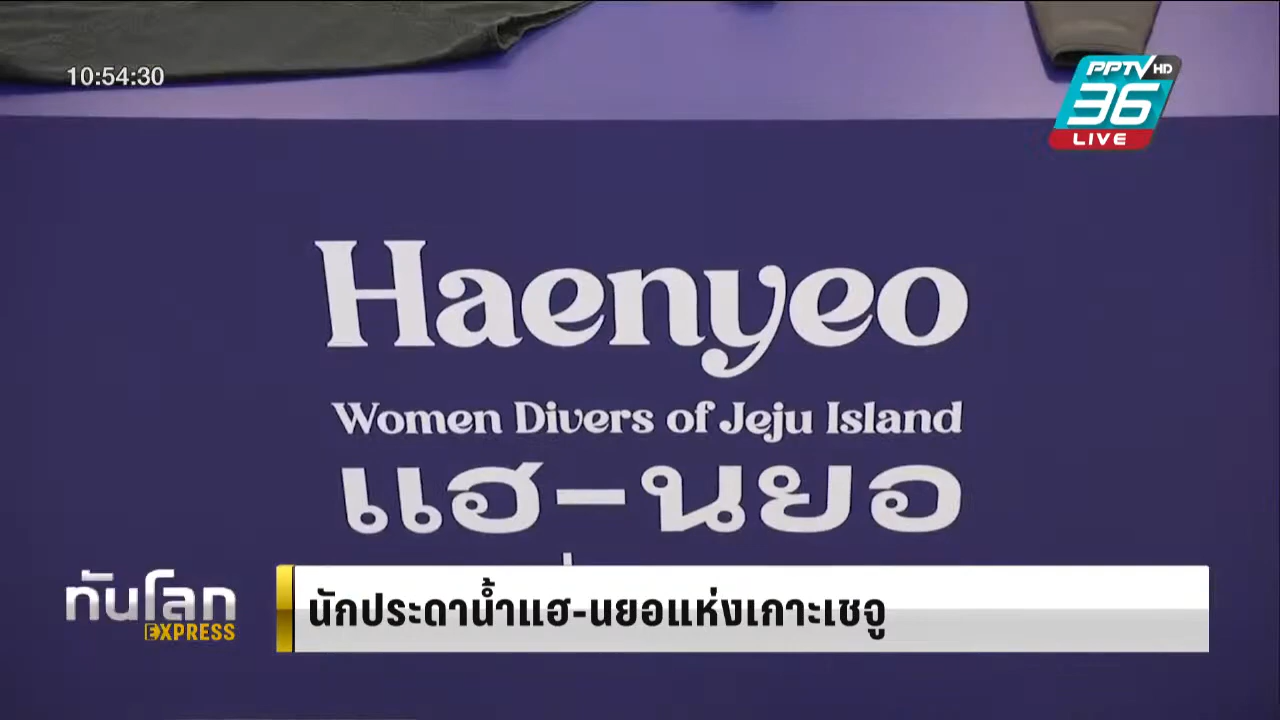 10:54:30
PPTV HD
36
LIVE
Haenyeo
Women Divers of Jeju Island
แฮ-นยอ
ทันโลก
EXPRESS
นักประดาน้ำแฮ-นยอแห่งเกาะเชจู